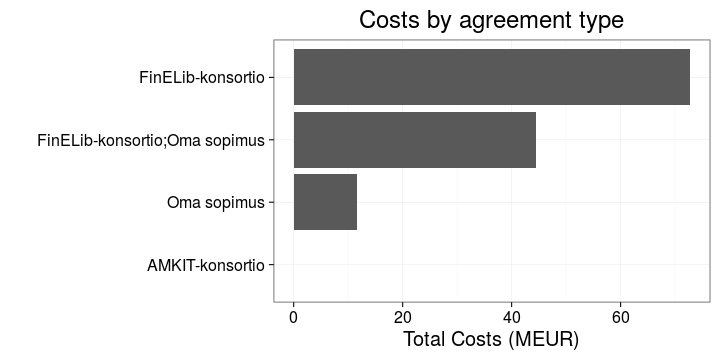 Costs by agreement type
FinELib-konsortio
FinELib-konsortio;Oma sopimus
Oma sopimus
AMKIT-konsortio
0 20 40 60
Total Costs (MEUR)